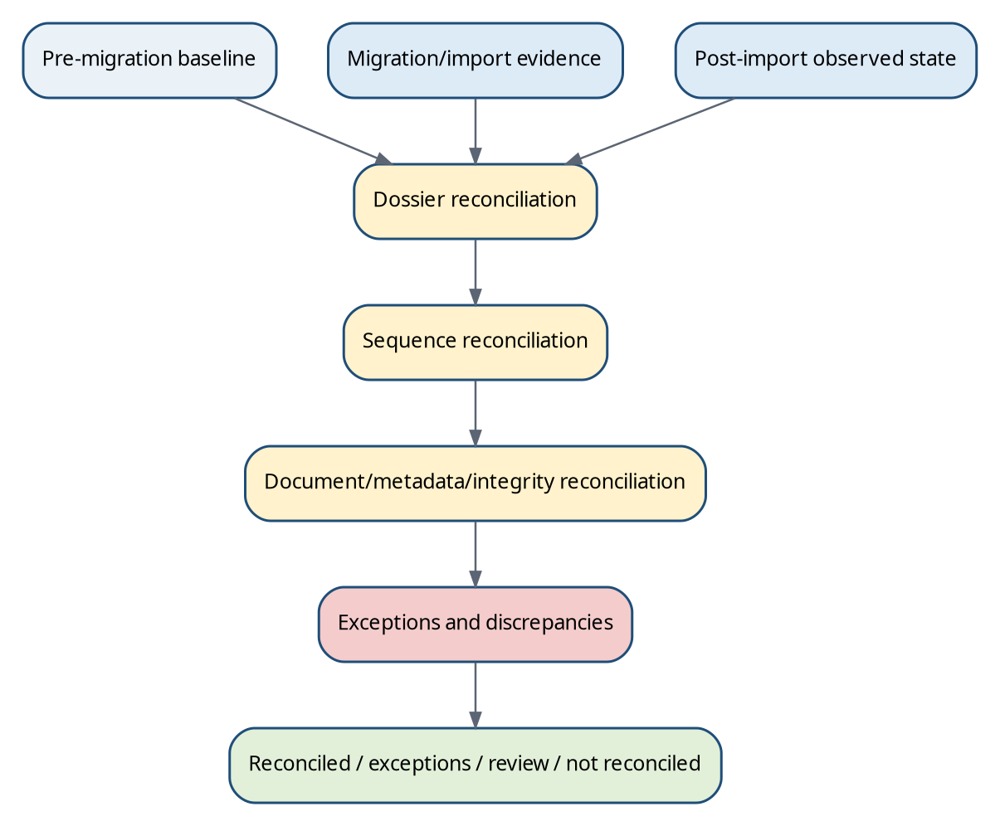 Pre-migration baseline
Migration/import evidence
Post-import observed state
Dossier reconciliation
Sequence reconciliation
Document/metadata/integrity reconciliation
Exceptions and discrepancies
Reconciled / exceptions / review / not reconciled